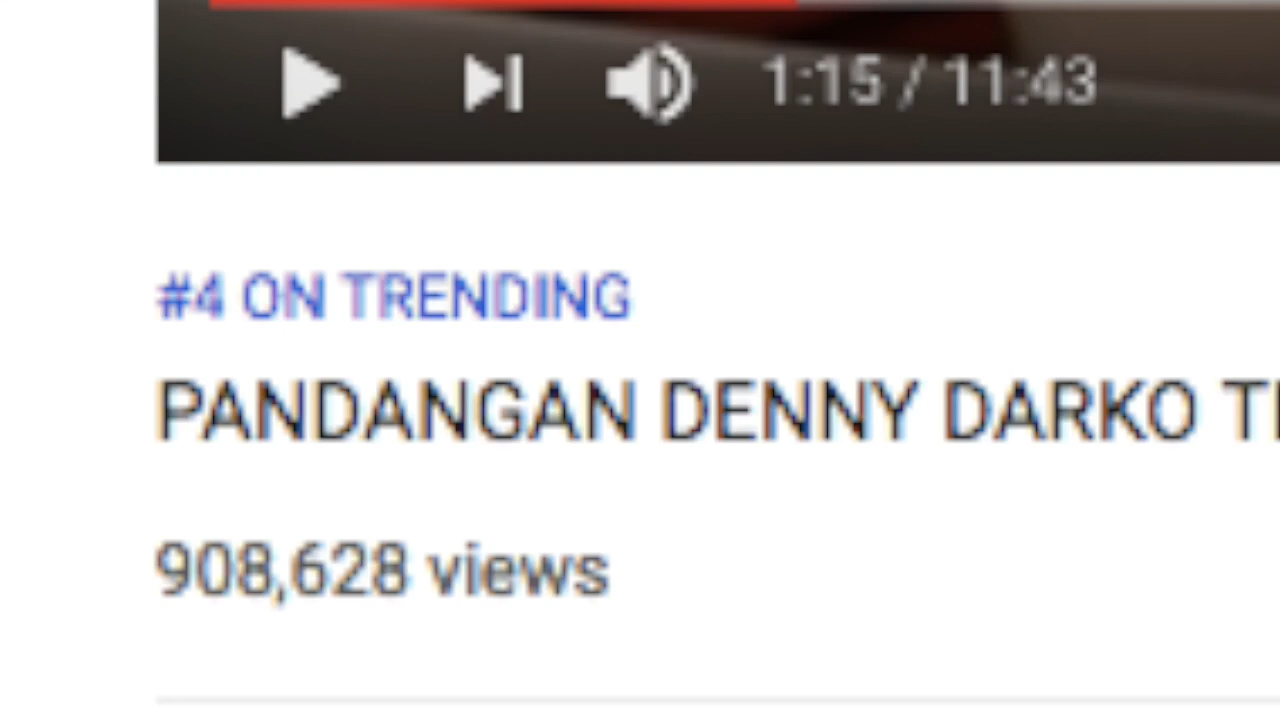 1:15 / 11:43
#4 ON TRENDING
PANDANGAN DENNY DARKO
908,628 views